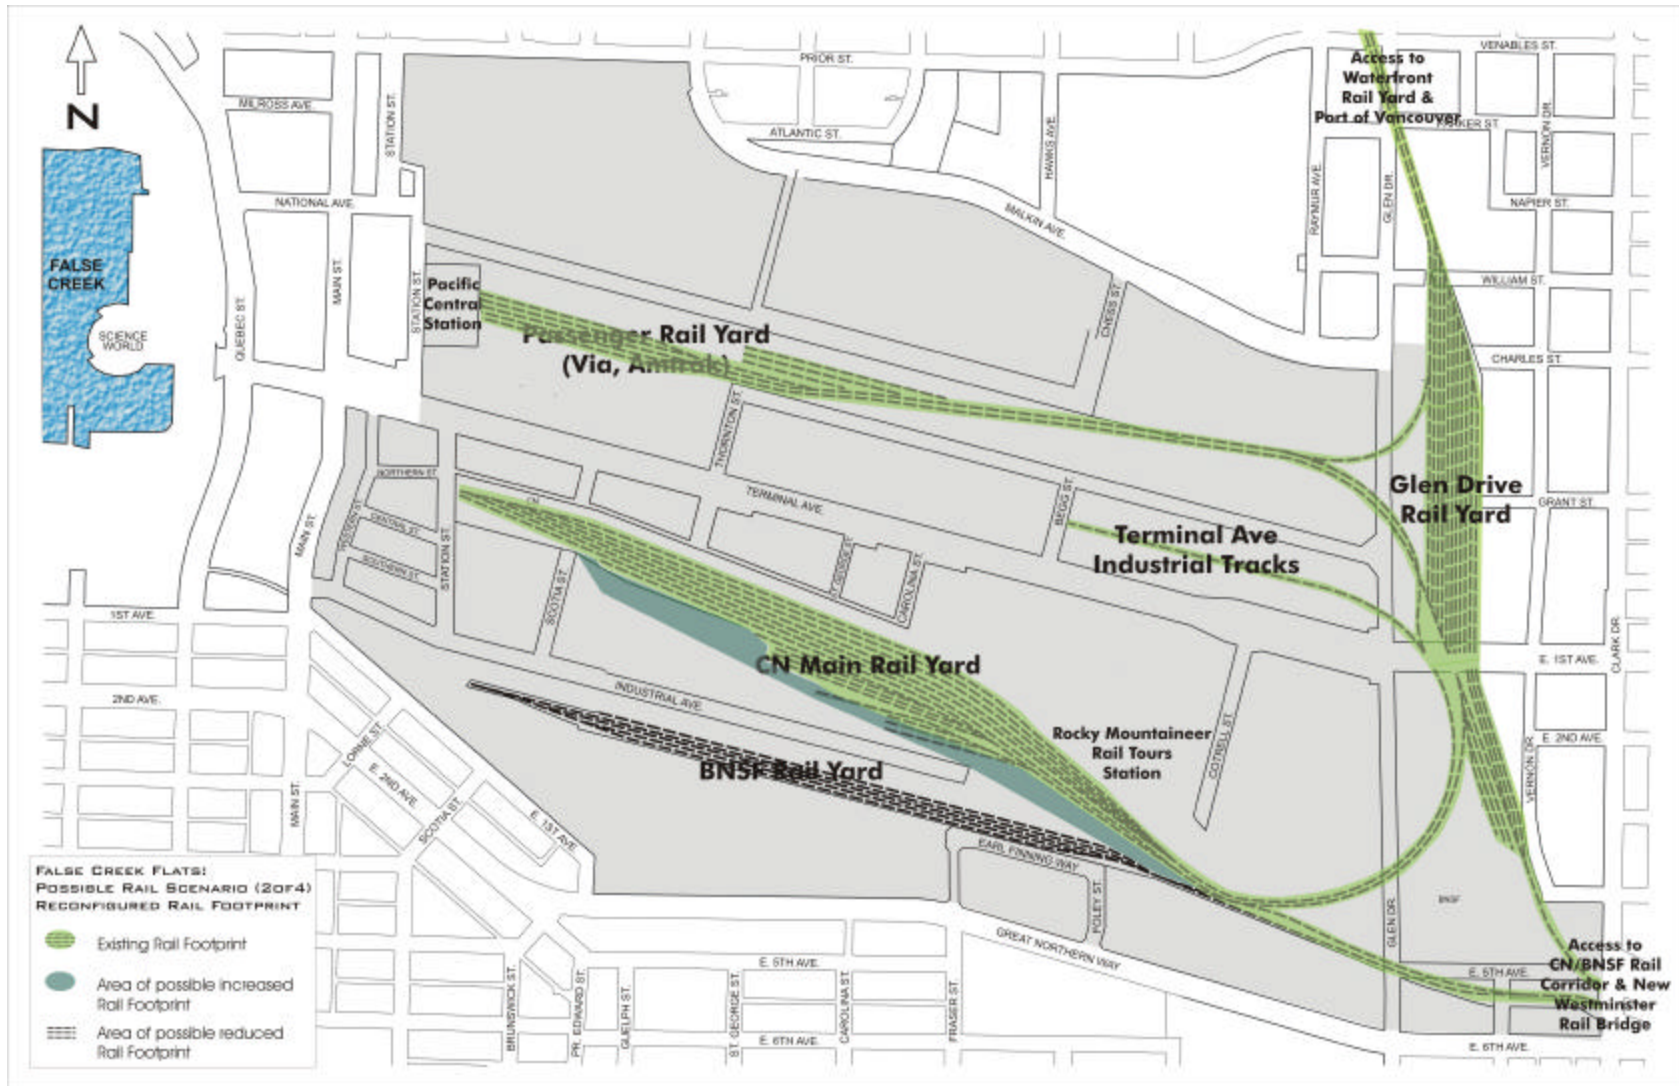 VENABLES ST.
PRIOR ST.
Access to
Waterfront
Rail Yard &
Port of Vancouver
N
MILROSS AVE.
STATION ST.
ATLANTIC ST.
HAWKS AVE.
VERNON DR.
RAYMUR AVE.
GLEN DR.
NATIONAL AVE.
MALKIN AVE.
NAPIER ST.
FALSE
CREEK
MAIN ST.
STATION ST.
Pacific
Central
Station
WILLIAM ST.
QUEBEC ST.
SCIENCE
WORLD
CHESS ST.
Passenger Rail Yard
(Via, Amtrak)
CHARLES ST.
THORNTON ST.
NORTHERN ST.
CN
TERMINAL AVE.
BEGG ST.
Glen Drive
Rail Yard
GRANT ST.
WESTERN ST.
CENTRAL ST.
SOUTHERN ST.
MAIN ST.
STATION ST.
SCOTIA ST.
Terminal Ave
Industrial Tracks
CAROLINA ST.
1ST AVE.
CLARK DR.
CN Main Rail Yard
E. 1ST AVE.
2ND AVE.
INDUSTRIAL AVE.
LORNE ST.
Rocky Mountaineer
Rail Tours
Station
COTRELL ST.
E. 2ND AVE.
VERNON DR.
BNSF Rail Yard
E. 2ND AVE.
MAIN ST.
SCOTIA ST.
E. 1ST AVE.
EARL FINNING WAY
FOLEY ST.
GLEN DR.
BNSF
FALSE CREEK FLATS:
POSSIBLE RAIL SCENARIO (2OF4)
RECONFIGURED RAIL FOOTPRINT
Existing Rail Footprint
Area of possible increased
Rail Footprint
Area of possible reduced
Rail Footprint
GREAT NORTHERN WAY
Access to
CN/BNSF Rail
Corridor & New
Westminster
Rail Bridge
E. 5TH AVE.
E. 5TH AVE.
BRUNSWICK ST.
PR. EDWARD ST.
GUELPH ST.
ST. GEORGE ST.
CAROLINA ST.
FRASER ST.
E. 6TH AVE.
E. 6TH AVE.